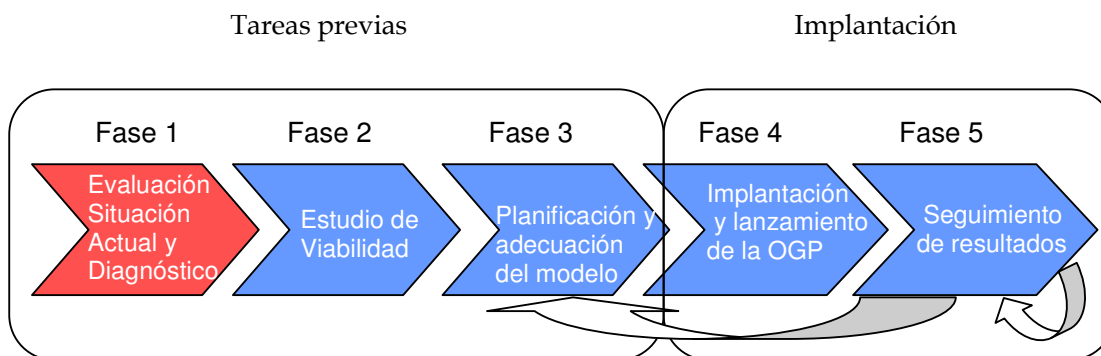 Tareas previas
Implantación
Fase 1
Fase 2
Fase 3
Fase 4
Fase 5
Evaluación
Situación
Actual y
Diagnóstico
Estudio de
Viabilidad
Planificación y
adecuación
del modelo
Implantación
y lanzamiento
de la OGP
Seguimiento
de resultados